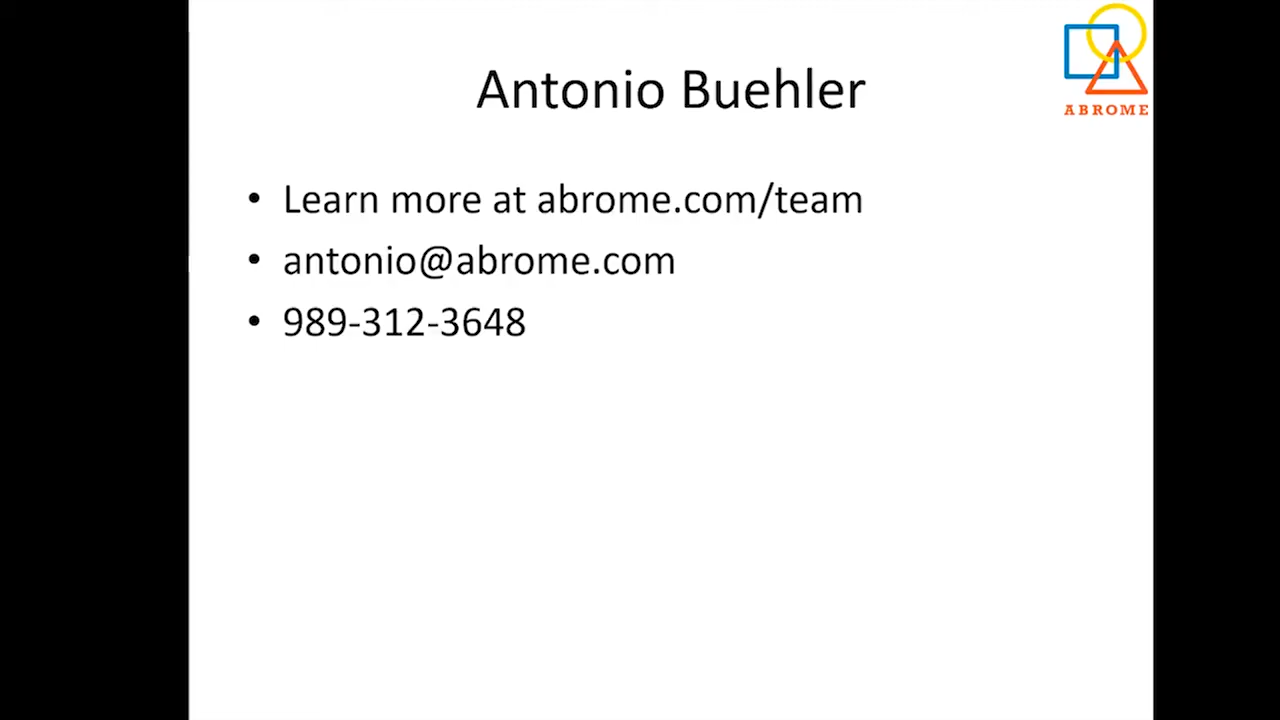 Antonio Buehler
ABROME
• Learn more at abrome.com/team
• antonio@abrome.com
• 989-312-3648